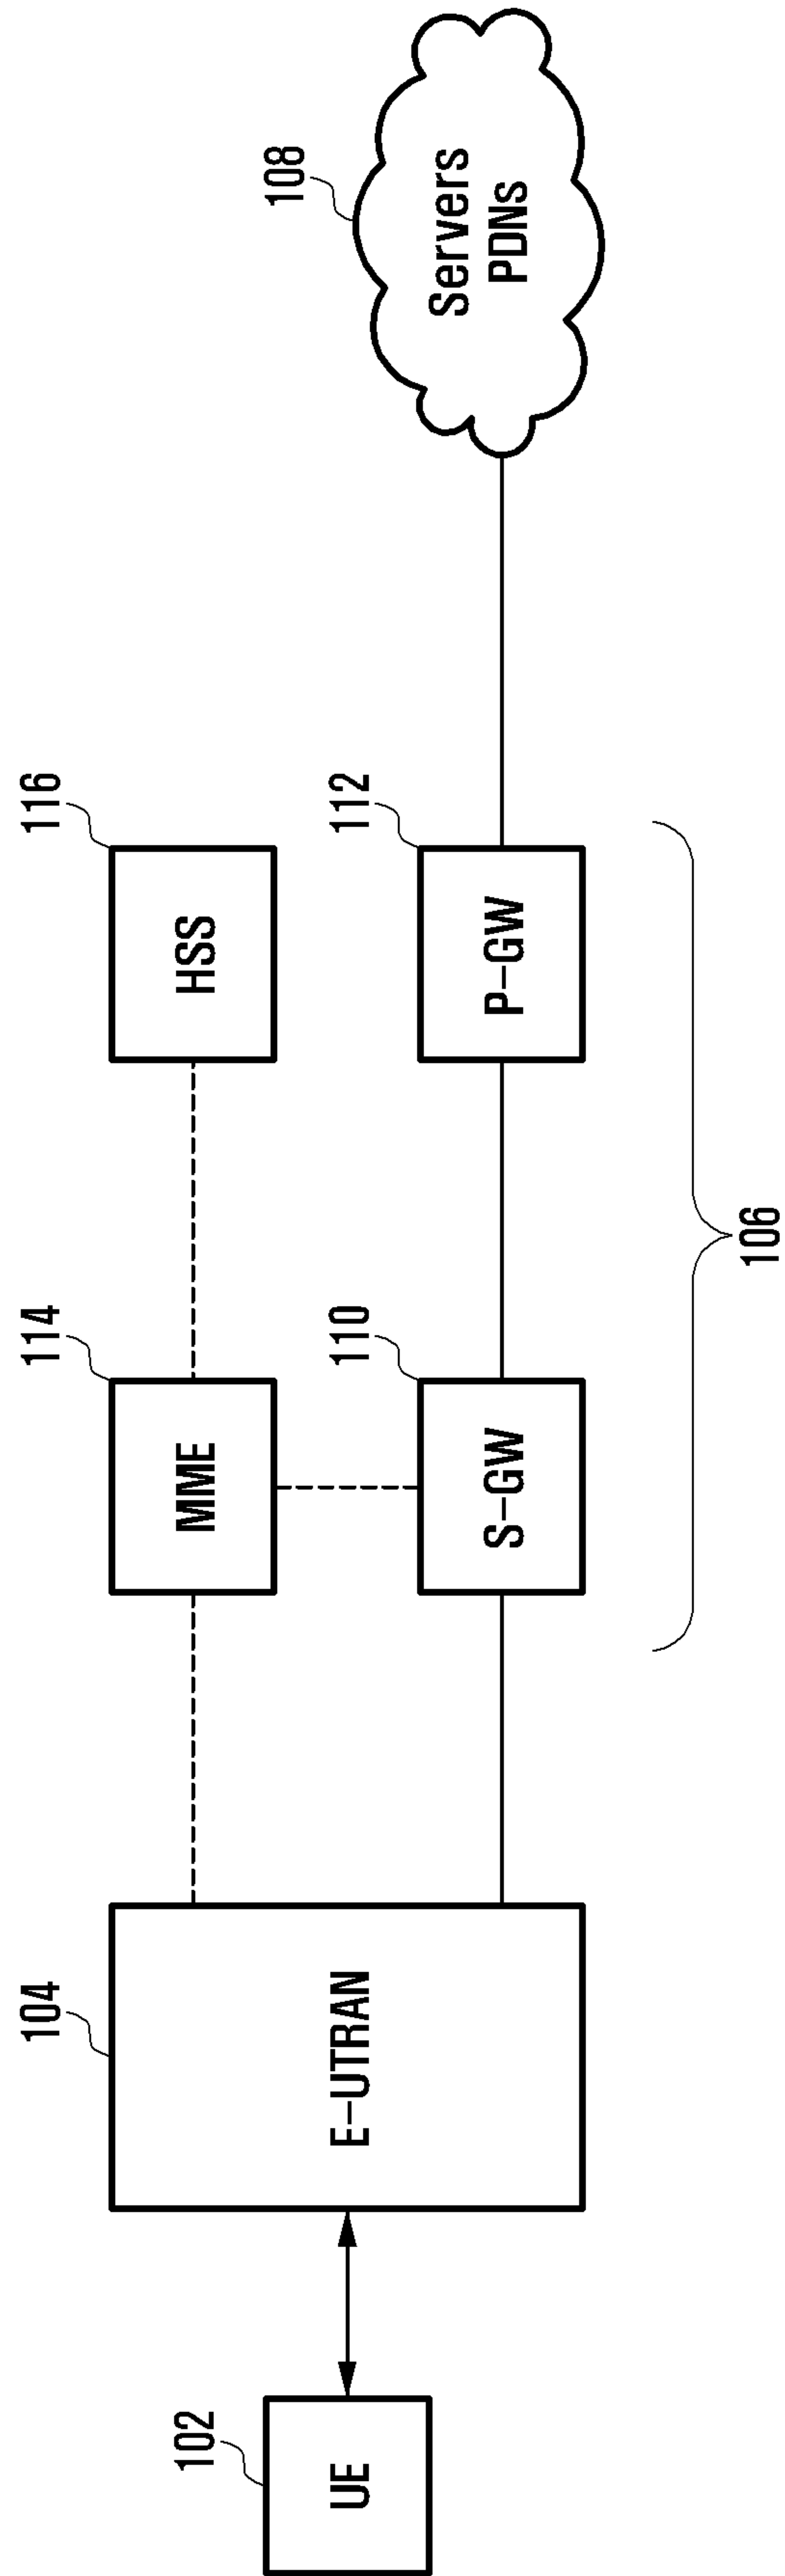 102
UE
104
E-UTRAN
114
MME
116
HSS
110
S-GW
112
P-GW
106
108
Servers
PDNs